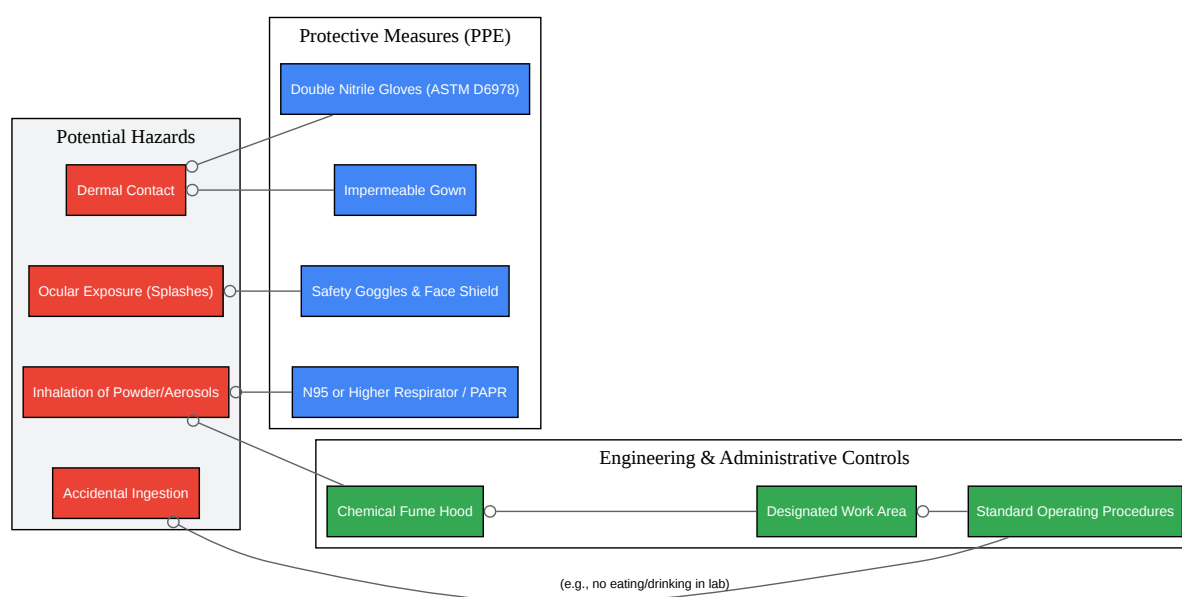 Protective Measures (PPE)
Double Nitrile Gloves (ASTM D6978)
Impermeable Gown
Safety Goggles & Face Shield
N95 or Higher Respirator / PAPR
Potential Hazards
Dermal Contact
Ocular Exposure (Splashes)
Inhalation of Powder/Aerosols
Accidental Ingestion
Engineering & Administrative Controls
Chemical Fume Hood
Designated Work Area
Standard Operating Procedures
(e.g., no eating/drinking in lab)